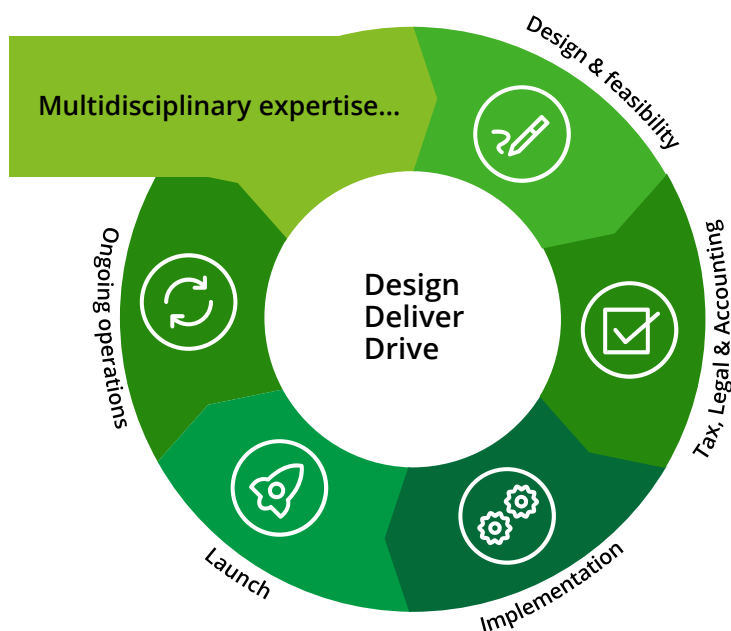 Multidisciplinary expertise...
Design & feasibility
Tax, Legal & Accounting
Implementation
Launch
Ongoing operations
Design
Deliver
Drive